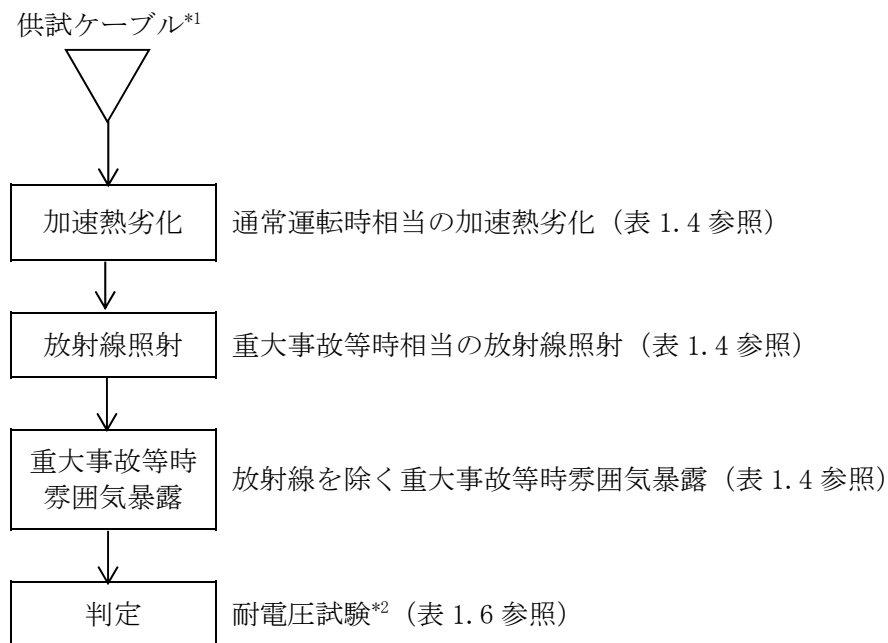 供試ケーブル*1
加速熱劣化 通常運転時相当の加速熱劣化（表 1.4 参照）
放射線照射 重大事故等時相当の放射線照射（表 1.4 参照）
重大事故等時
雰囲気暴露
放射線を除く重大事故等時雰囲気暴露（表 1.4 参照）
判定 耐電圧試験*2（表 1.6 参照）